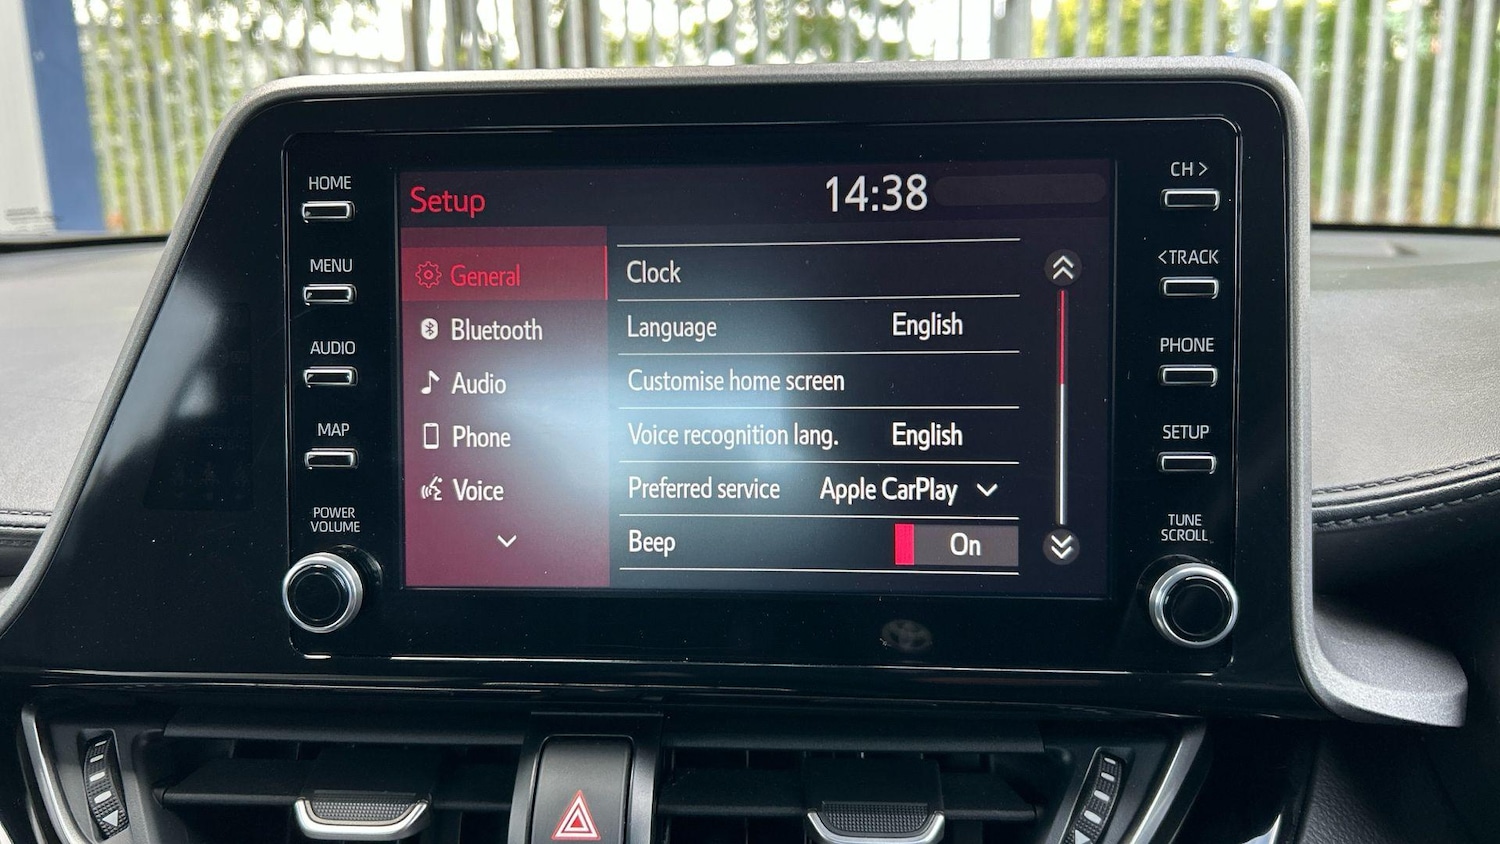 HOME
MENU
AUDIO
MAP
POWER
VOLUME
Setup
14:38
General
Bluetooth
Audio
Phone
Voice
Clock
Language English
Customise home screen
Voice recognition lang. English
Preferred service Apple CarPlay
Beep On
CH >
<TRACK
PHONE
SETUP
TUNE
SCROLL